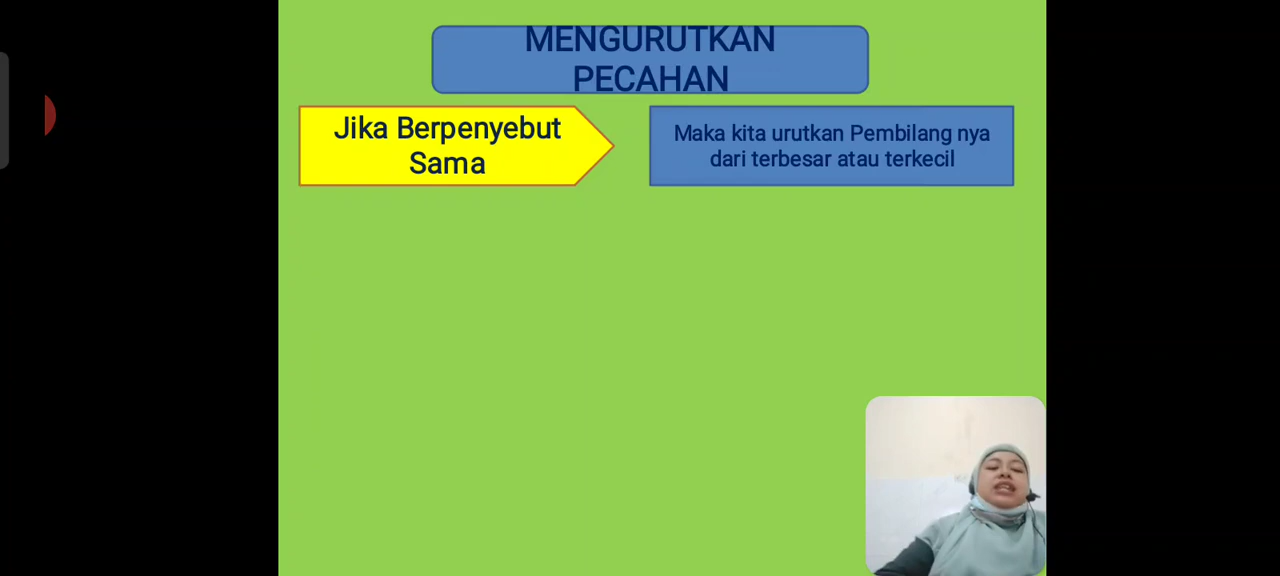 MENGURUTKAN
PECAHAN
Jika Berpenyebut
Sama
Maka kita urutkan Pembilang nya
dari terbesar atau terkecil